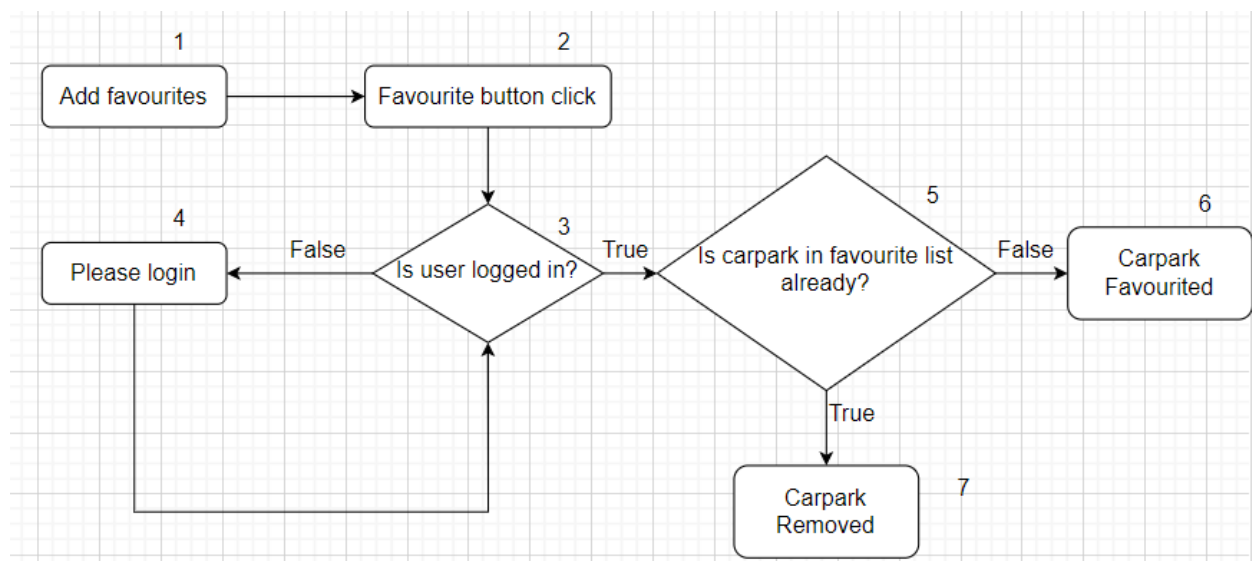 1
2
Add favourites
Favourite button click
4
3
5
6
False
True
Please login
Is user logged in?
Is carpark in favourite list
already?
False
Carpark
Favourited
True
Carpark
Removed
7